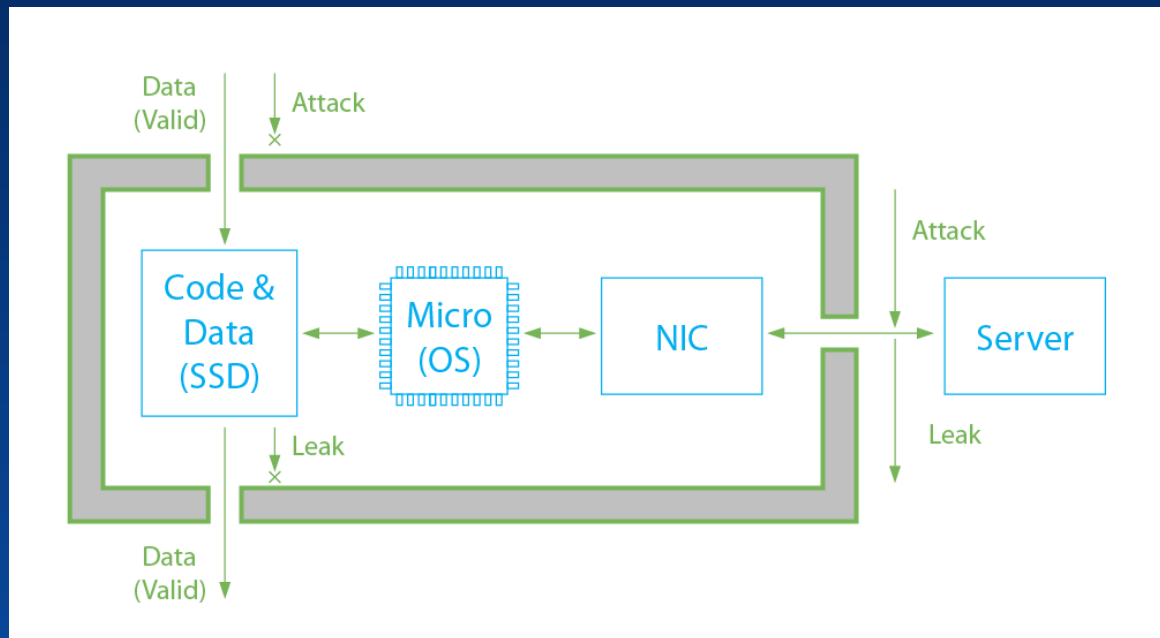 Data
(Valid)
Attack
Attack
Code &
Data
(SSD)
Micro
(OS)
NIC
Server
Leak
Leak
Data
(Valid)